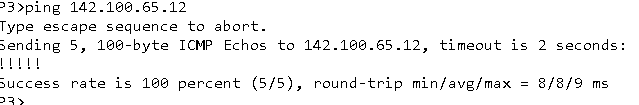 P3>ping 142.100.65.12
Type escape sequence to abort.
Sending 5, 100-byte ICMP Echos to 142.100.65.12, timeout is 2 seconds:
!!!!!
Success rate is 100 percent (5/5), round-trip min/avg/max = 8/8/9 ms
P3>